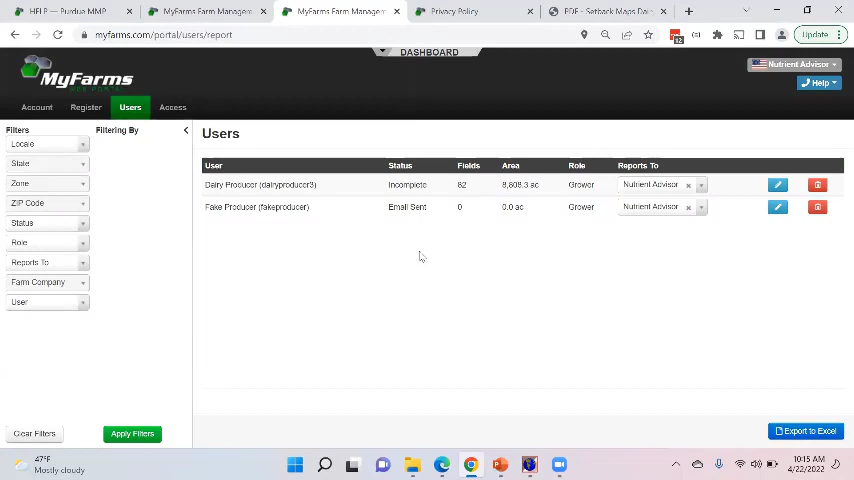 HELP — Purdue MMP
MyFarms Farm Managem
MyFarms Farm Managem
Privacy Policy
PDF - Setback Maps Dair
myfarms.com/portal/users/report
Update
DASHBOARD
MyFarms
WEB PORTAL
Nutrient Advisor
Help
Account
Register
Users
Access
Filters
Filtering By
Locale
State
Zone
ZIP Code
Status
Role
Reports To
Farm Company
User
Clear Filters
Apply Filters
Users
User Status Fields Area Role Reports To
Dairy Producer (dairyproducer3) Incomplete 82 8,808.3 ac Grower Nutrient Advisor
Fake Producer (fakeproducer) Email Sent 0 0.0 ac Grower Nutrient Advisor
Export to Excel
47°F
Mostly cloudy
10:15 AM
4/22/2022